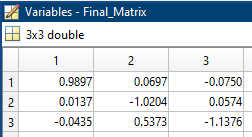 Variables - Final_Matrix
3x3 double
1 2 3
1 0.9897 0.0697 -0.0750
2 0.0137 -1.0204 0.0574
3 -0.0435 0.5373 -1.1376